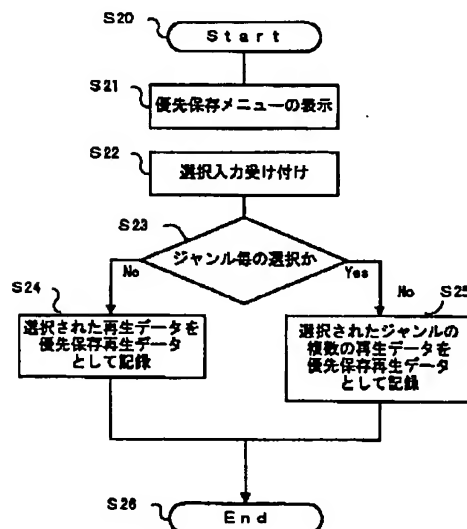 S20
Start
S21
優先保存メニューの表示
S22
選択入力受け付け
S23
ジャンル毎の選択か
No
Yes
S24
選択された再生データを
優先保存再生データ
として記録
No
S25
選択されたジャンルの
複数の再生データを
優先保存再生データ
として記録
S26
End